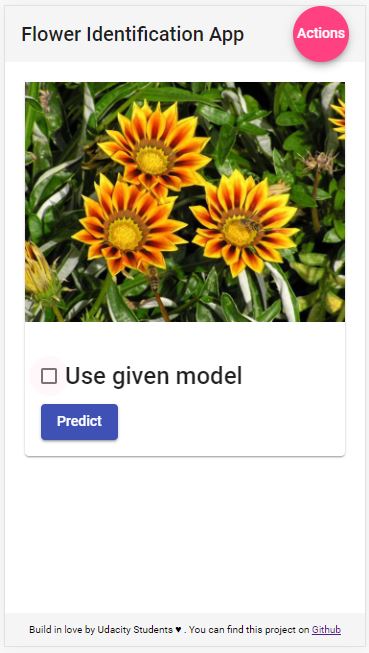 Flower Identification App
Actions
Use given model
Predict
Build in love by Udacity Students ♥ . You can find this project on Github